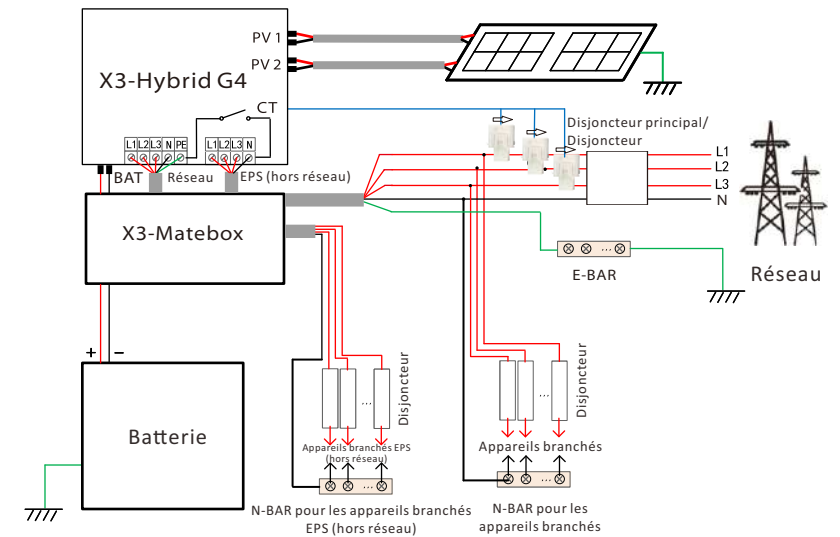 PV 1
PV 2
X3-Hybrid G4
CT
L1 L2 L3 N PE
L1 L2 L3 N
BAT
Réseau
EPS (hors réseau)
Disjoncteur principal/
Disjoncteur
L1
L2
L3
N
X3-Matebox
... 
E-BAR
Réseau
+ −
Batterie
...
Disjoncteur
...
Disjoncteur
Appareils branchés EPS
(hors réseau)
Appareils branchés
...
...
N-BAR pour les appareils branchés
EPS (hors réseau)
N-BAR pour les
appareils branchés